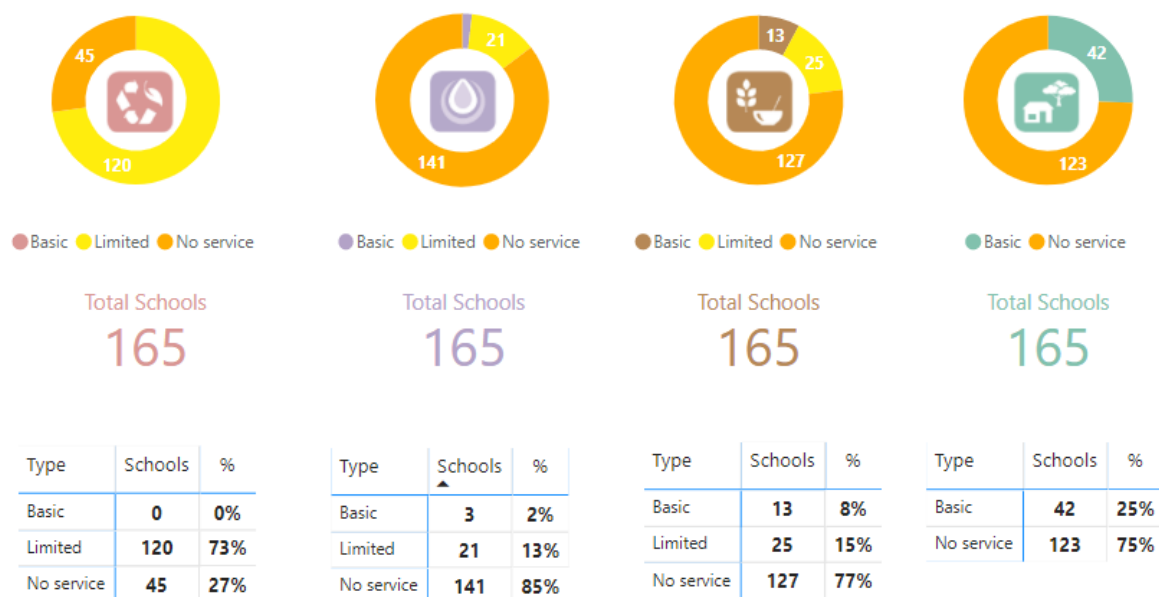 45
120
21
141
13
25
127
42
123
Basic Limited No service
Basic Limited No service
Basic Limited No service
Basic No service
Total Schools
165
Total Schools
165
Total Schools
165
Total Schools
165
Type Schools %
Basic 0 0%
Limited 120 73%
No service 45 27%
Type Schools %
Basic 3 2%
Limited 21 13%
No service 141 85%
Type Schools %
Basic 13 8%
Limited 25 15%
No service 127 77%
Type Schools %
Basic 42 25%
No service 123 75%